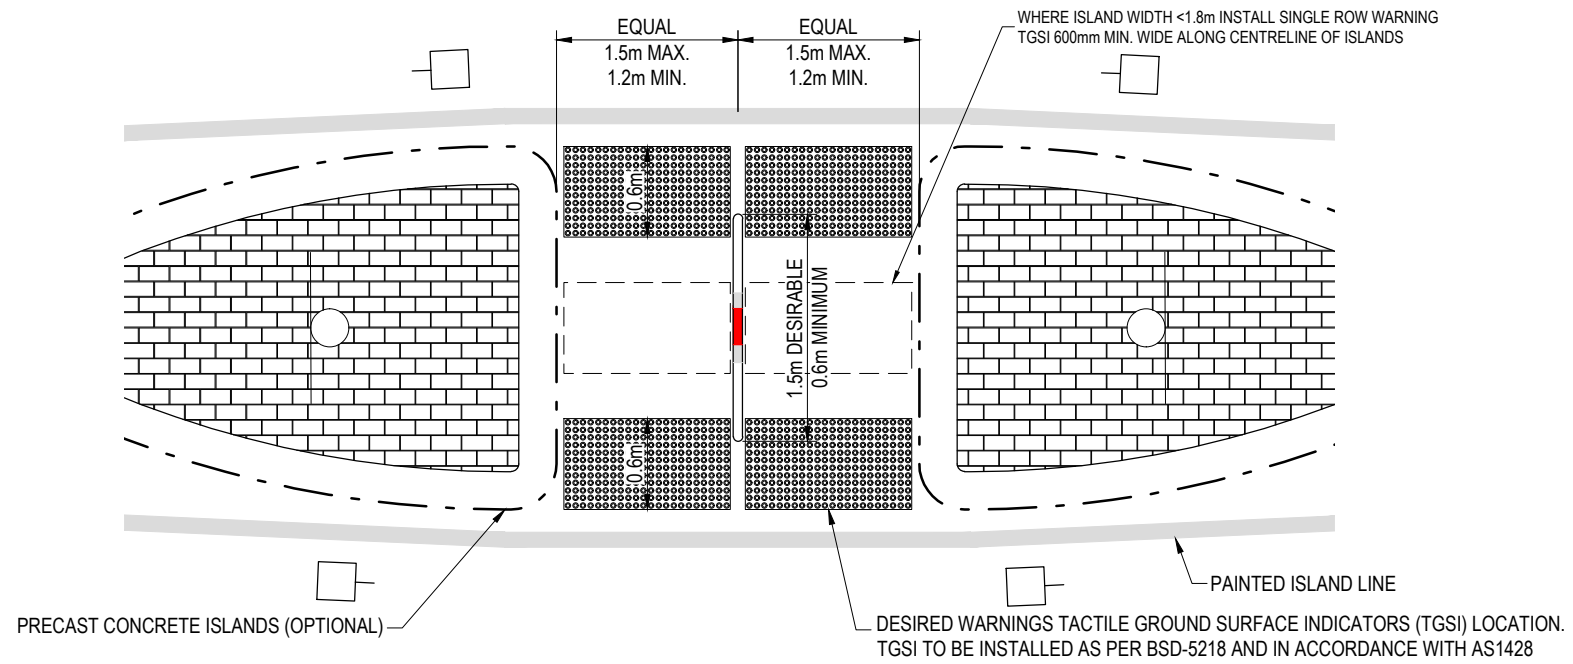 EQUAL
1.5m MAX.
1.2m MIN.
EQUAL
1.5m MAX.
1.2m MIN.
WHERE ISLAND WIDTH <1.8m INSTALL SINGLE ROW WARNING
TGSI 600mm MIN. WIDE ALONG CENTRELINE OF ISLANDS
0.6m
1.5m DESIRABLE
0.6m MINIMUM
0.6m
PAINTED ISLAND LINE
PRECAST CONCRETE ISLANDS (OPTIONAL)
DESIRED WARNINGS TACTILE GROUND SURFACE INDICATORS (TGSI) LOCATION.
TGSI TO BE INSTALLED AS PER BSD-5218 AND IN ACCORDANCE WITH AS1428